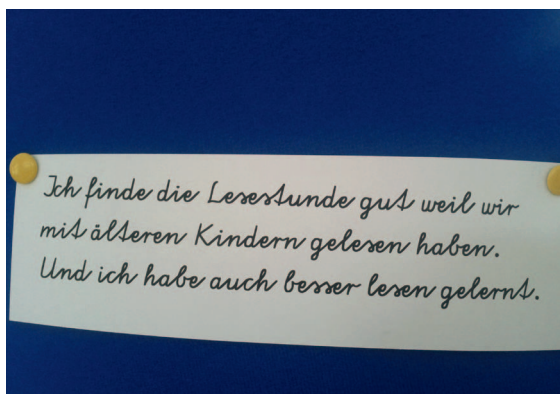 Ich finde die Lesestunde gut weil wir
mit älteren Kindern gelesen haben.
Und ich habe auch besser lesen gelernt.